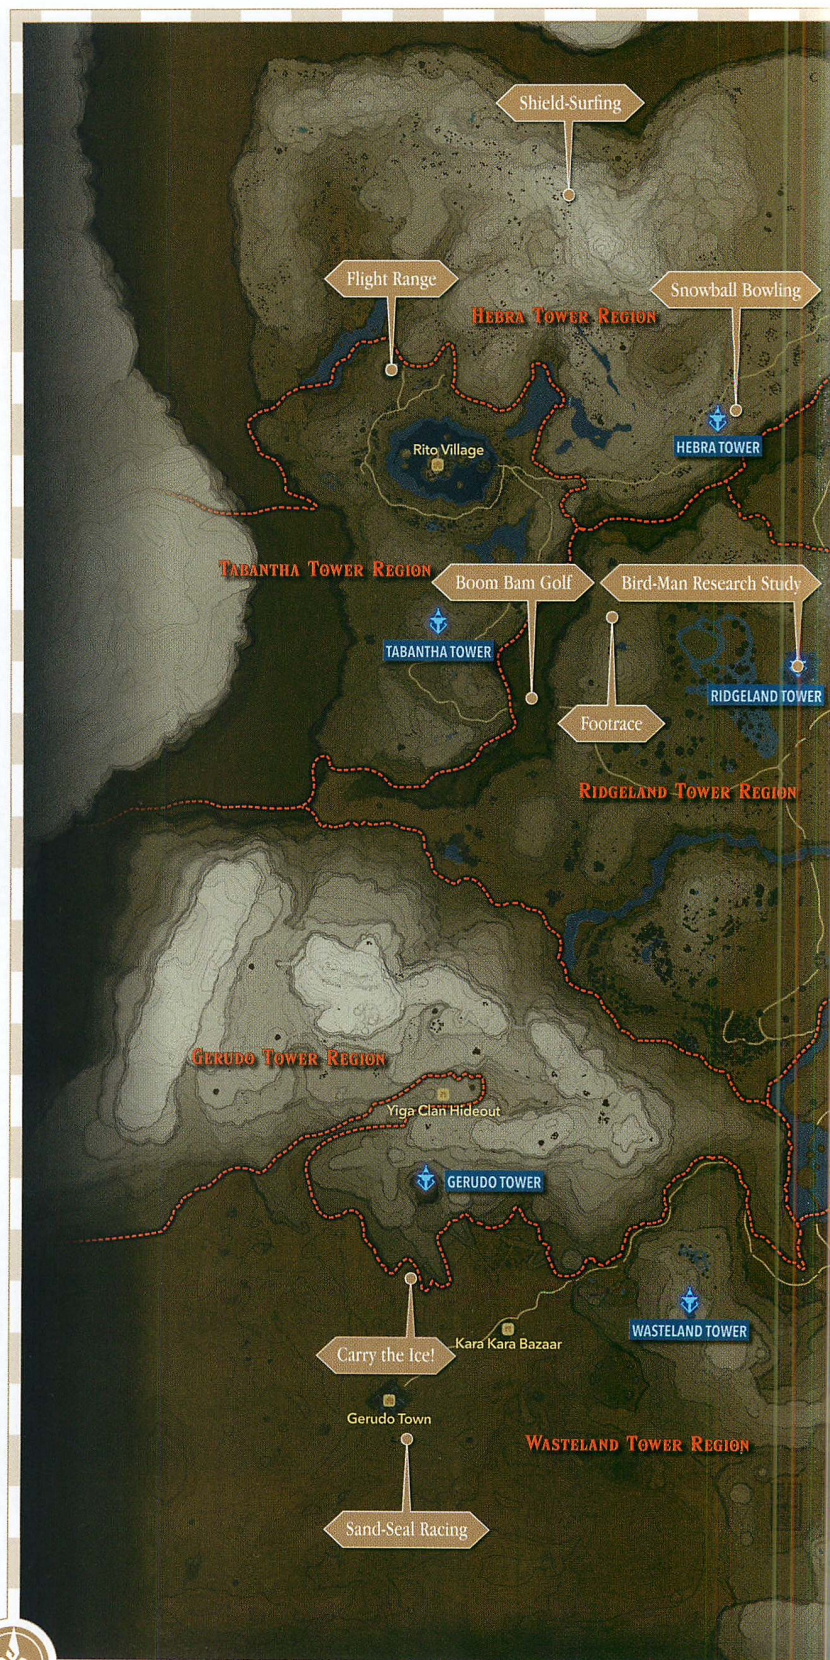 Shield-Surfing
Flight Range
Snowball Bowling
HEBRA TOWER REGION
HEBRA TOWER
Rito Village
TABANTHA TOWER REGION
Boom Bam Golf
Bird-Man Research Study
TABANTHA TOWER
RIDGELAND TOWER
Footrace
RIDGELAND TOWER REGION
GERUDO TOWER REGION
Yiga Clan Hideout
GERUDO TOWER
WASTELAND TOWER
Kara Kara Bazaar
Carry the Ice!
Gerudo Town
WASTELAND TOWER REGION
Sand-Seal Racing